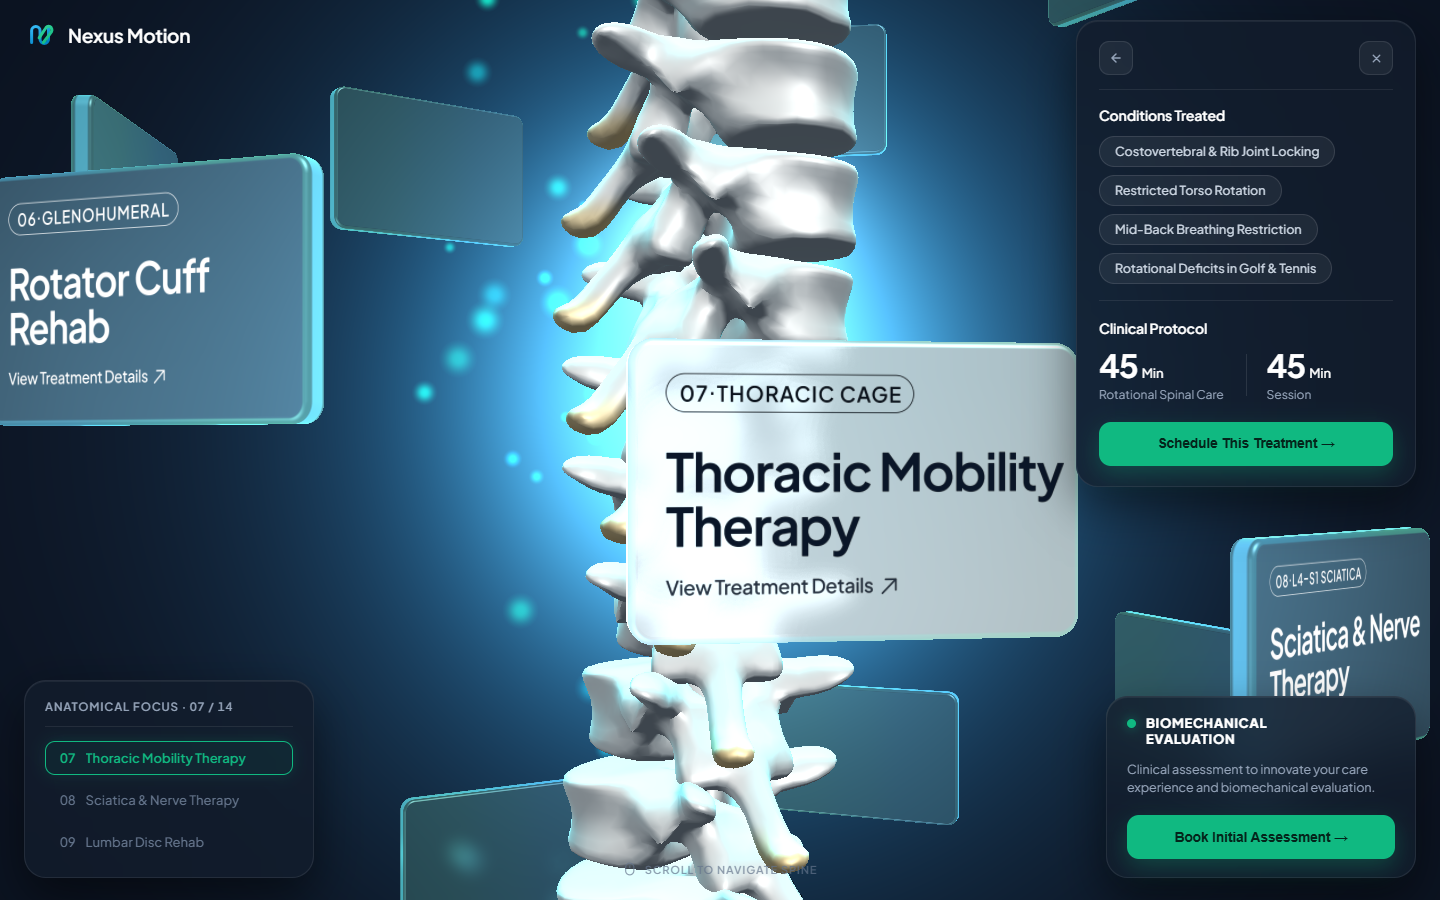 Nexus Motion
06·GLENOHUMERAL
Rotator Cuff
Rehab
View Treatment Details ↗
07·THORACIC CAGE
Thoracic Mobility
Therapy
View Treatment Details ↗
Conditions Treated
Costovertebral & Rib Joint Locking
Restricted Torso Rotation
Mid-Back Breathing Restriction
Rotational Deficits in Golf & Tennis
Clinical Protocol
45 Min
Rotational Spinal Care
45 Min
Session
Schedule This Treatment →
08·L4-S1 SCIATICA
Sciatica & Nerve
Therapy
ANATOMICAL FOCUS · 07 / 14
07 Thoracic Mobility Therapy
08 Sciatica & Nerve Therapy
09 Lumbar Disc Rehab
SCROLL TO NAVIGATE SPINE
BIOMECHANICAL
EVALUATION
Clinical assessment to innovate your care
experience and biomechanical evaluation.
Book Initial Assessment →